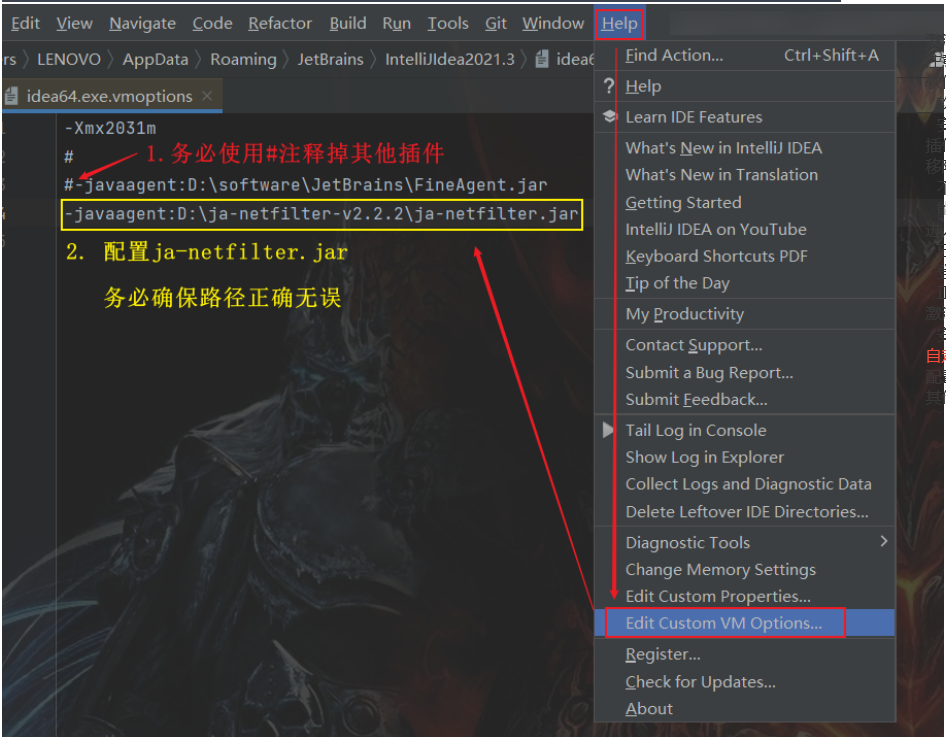 Edit View Navigate Code Refactor Build Run Tools Git Window Help
rs > LENOVO > AppData > Roaming > JetBrains > IntelliJIdea2021.3 > idea6
idea64.exe.vmoptions ×
-Xmx2031m
#
1.务必使用#注释掉其他插件
#-javaagent:D:\software\JetBrains\FineAgent.jar
-javaagent:D:\ja-netfilter-v2.2.2\ja-netfilter.jar
2. 配置ja-netfilter.jar
务必确保路径正确无误
Find Action... Ctrl+Shift+A
? Help
Learn IDE Features
What's New in IntelliJ IDEA
What's New in Translation
Getting Started
IntelliJ IDEA on YouTube
Keyboard Shortcuts PDF
Tip of the Day
My Productivity
Contact Support...
Submit a Bug Report...
Submit Feedback...
Tail Log in Console
Show Log in Explorer
Collect Logs and Diagnostic Data
Delete Leftover IDE Directories...
Diagnostic Tools >
Change Memory Settings
Edit Custom Properties...
Edit Custom VM Options...
Register...
Check for Updates...
About